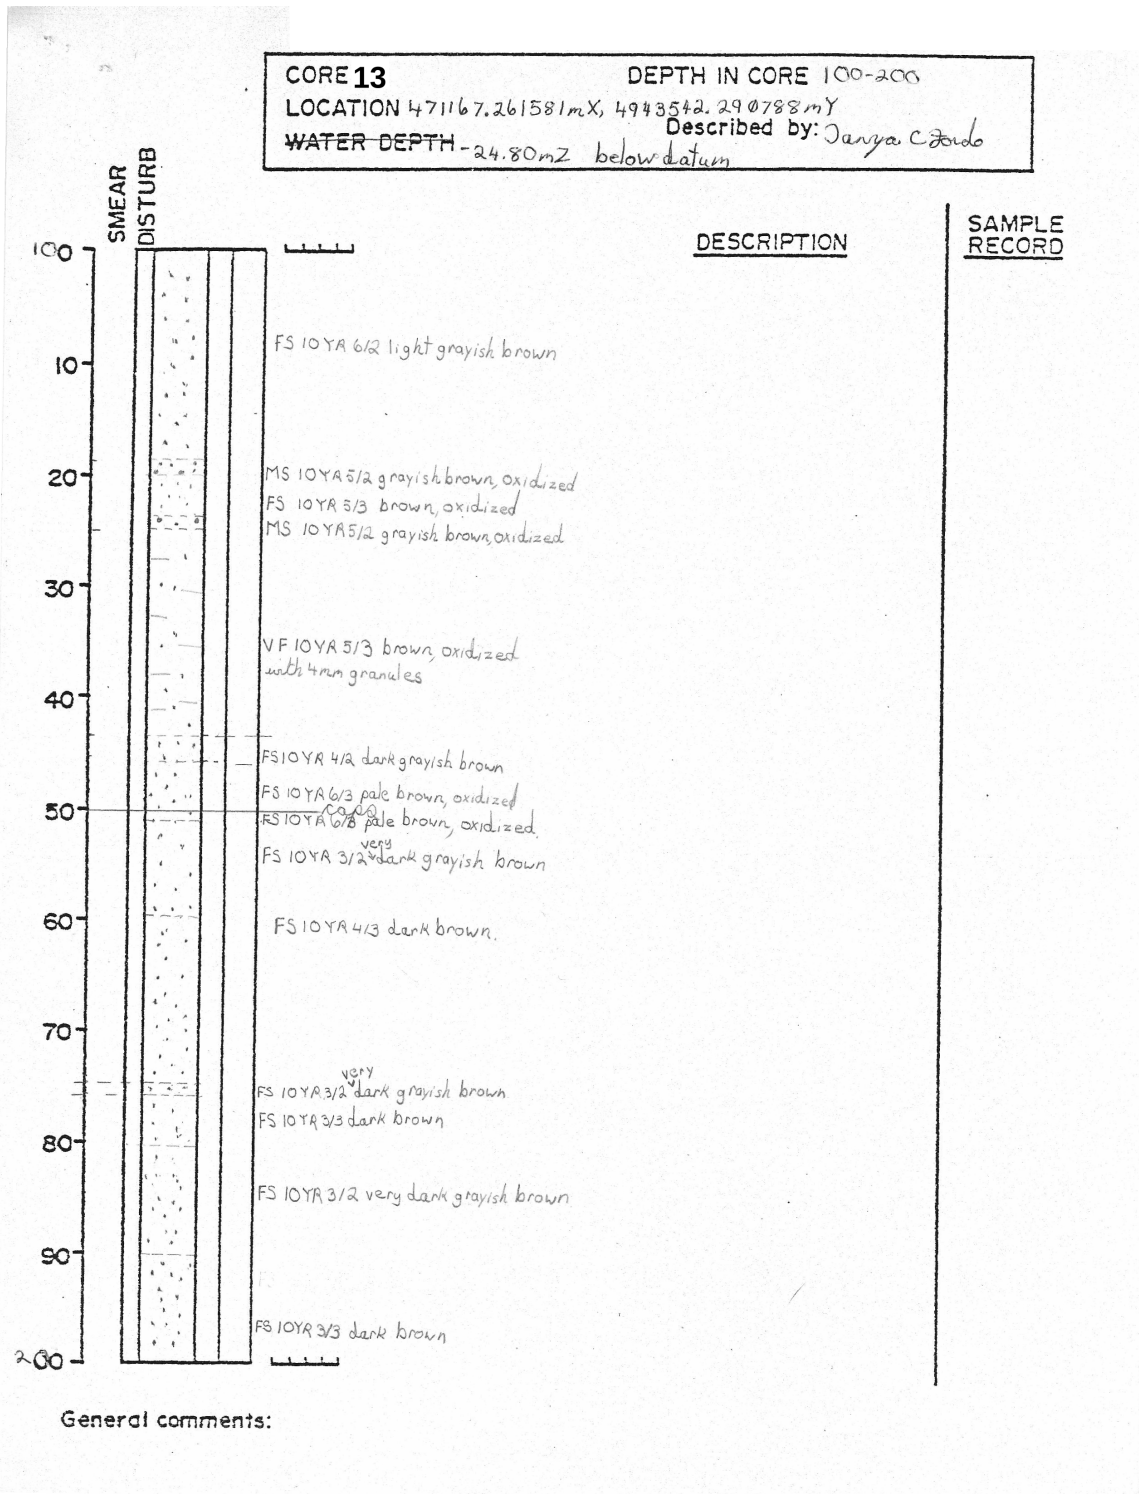 CORE 13 DEPTH IN CORE 100-200
LOCATION 471167.261581mX, 4943542.290788mY
Described by: Tanya C
WATER DEPTH -24.80mZ below datum
SMEAR
DISTURB
SAMPLE
RECORD
DESCRIPTION
100
FS 10YR 6/2 light grayish brown
10
20
MS 10YR 5/2 grayish brown, oxidized
FS 10YR 5/3 brown, oxidized
MS 10YR 5/2 grayish brown, oxidized
30
VF 10YR 5/3 brown, oxidized
with 4mm granules
40
FS 10YR 4/2 dark grayish brown
FS 10YR 6/3 pale brown, oxidized
50
FS 10YR 6/3 pale brown, oxidized
FS 10YR 3/2 very dark grayish brown
60
FS 10YR 4/3 dark brown.
70
FS 10YR 3/2 very dark grayish brown
FS 10YR 3/3 dark brown
80
FS 10YR 3/2 very dark grayish brown
90
FS 10YR 3/3 dark brown
200
General comments: